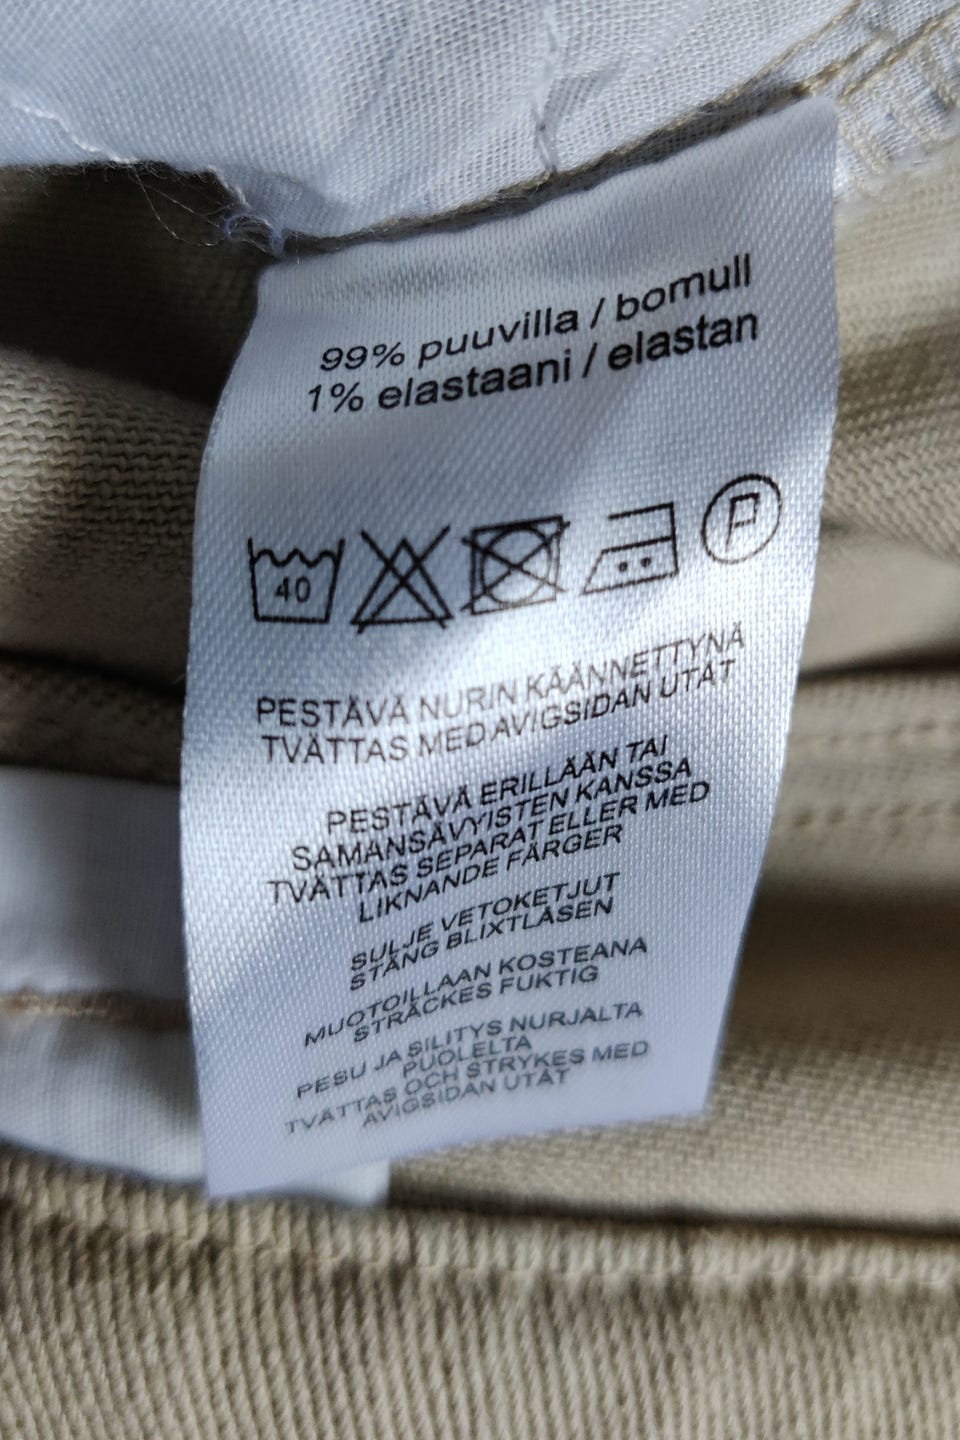 99% puuvilla / bomull
1% elastaani / elastan
40
P
PESTÄVÄ NURIN KÄÄNNETTYNÄ
TVÄTTAS MED AVIGSIDAN UTÅT
PESTÄVÄ ERILLÄÄN TAI
SAMANSÄVYISTEN KANSSA
TVÄTTAS SEPARAT ELLER MED
LIKNANDE FÄRGER
SULJE VETOKETJUT
STÄNG BLIXTLÅSEN
MUOTOILLAAN KOSTEANA
STRÄCKES FUKTIG
PESU JA SILITYS NURJALTA
PUOLELTA
TVÄTTAS OCH STRYKES MED
AVIGSIDAN UTÅT